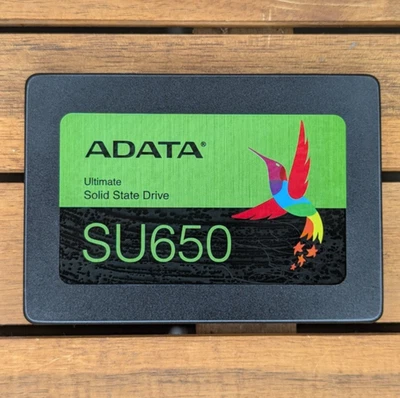 ADATA®
Ultimate
Solid State Drive
SU650